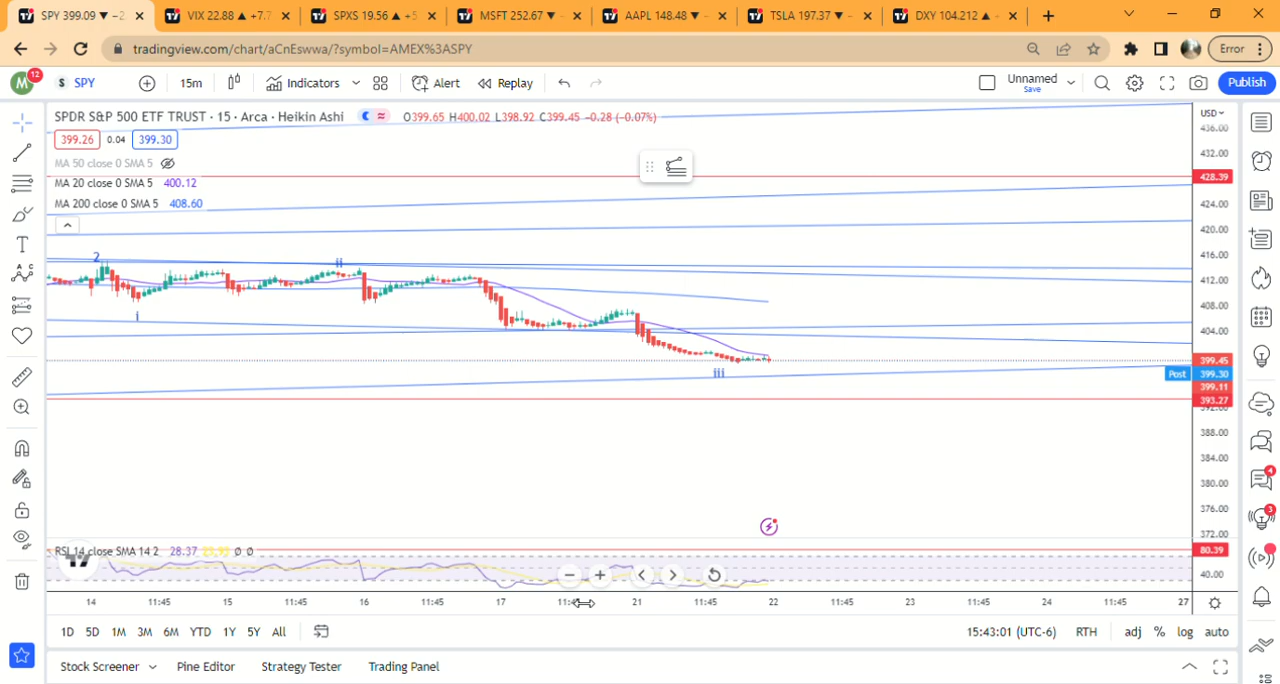 SPY 399.09 ▼ −2 VIX 22.88 ▲ +7.7 SPXS 19.56 ▲ +5 MSFT 252.67 ▼ − AAPL 148.48 ▼ − TSLA 197.37 ▼ − DXY 104.212 ▲
tradingview.com/chart/aCnEswwa/?symbol=AMEX%3ASPY Error
M 12 $ SPY 15m Indicators Alert Replay Unnamed Save Publish
SPDR S&P 500 ETF TRUST · 15 · Arca · Heikin Ashi O399.65 H400.02 L398.92 C399.45 −0.28 (−0.07%) USD
436.00
399.26 0.04 399.30
432.00
MA 50 close 0 SMA 5
428.39
MA 20 close 0 SMA 5 400.12
MA 200 close 0 SMA 5 408.60
424.00
420.00
416.00
2
ii
412.00
408.00
i
404.00
399.45
iii
Post 399.30
399.11
393.27
392.00
388.00
384.00
380.00
376.00
372.00
4
3
RSI 14 close SMA 14 2 28.37 Ø Ø
80.39
40.00
14 11:45 15 11:45 16 11:45 17 21 11:45 22 11:45 23 11:45 24 11:45 27
1D 5D 1M 3M 6M YTD 1Y 5Y All 15:43:01 (UTC-6) RTH adj % log auto
Stock Screener Pine Editor Strategy Tester Trading Panel